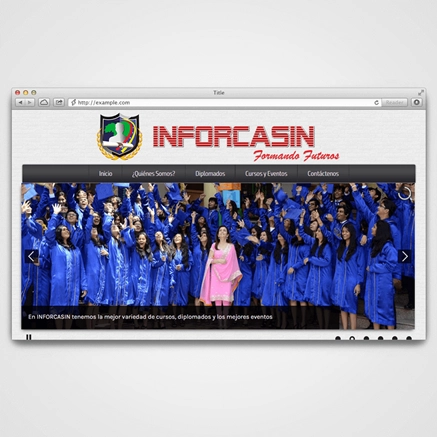 Title
http://example.com
Reader
INFORCASIN
Formando Futuros
Inicio
¿Quiénes Somos?
Diplomados
Cursos y Eventos
Contáctenos
En INFORCASIN tenemos la mejor variedad de cursos, diplomados y los mejores eventos